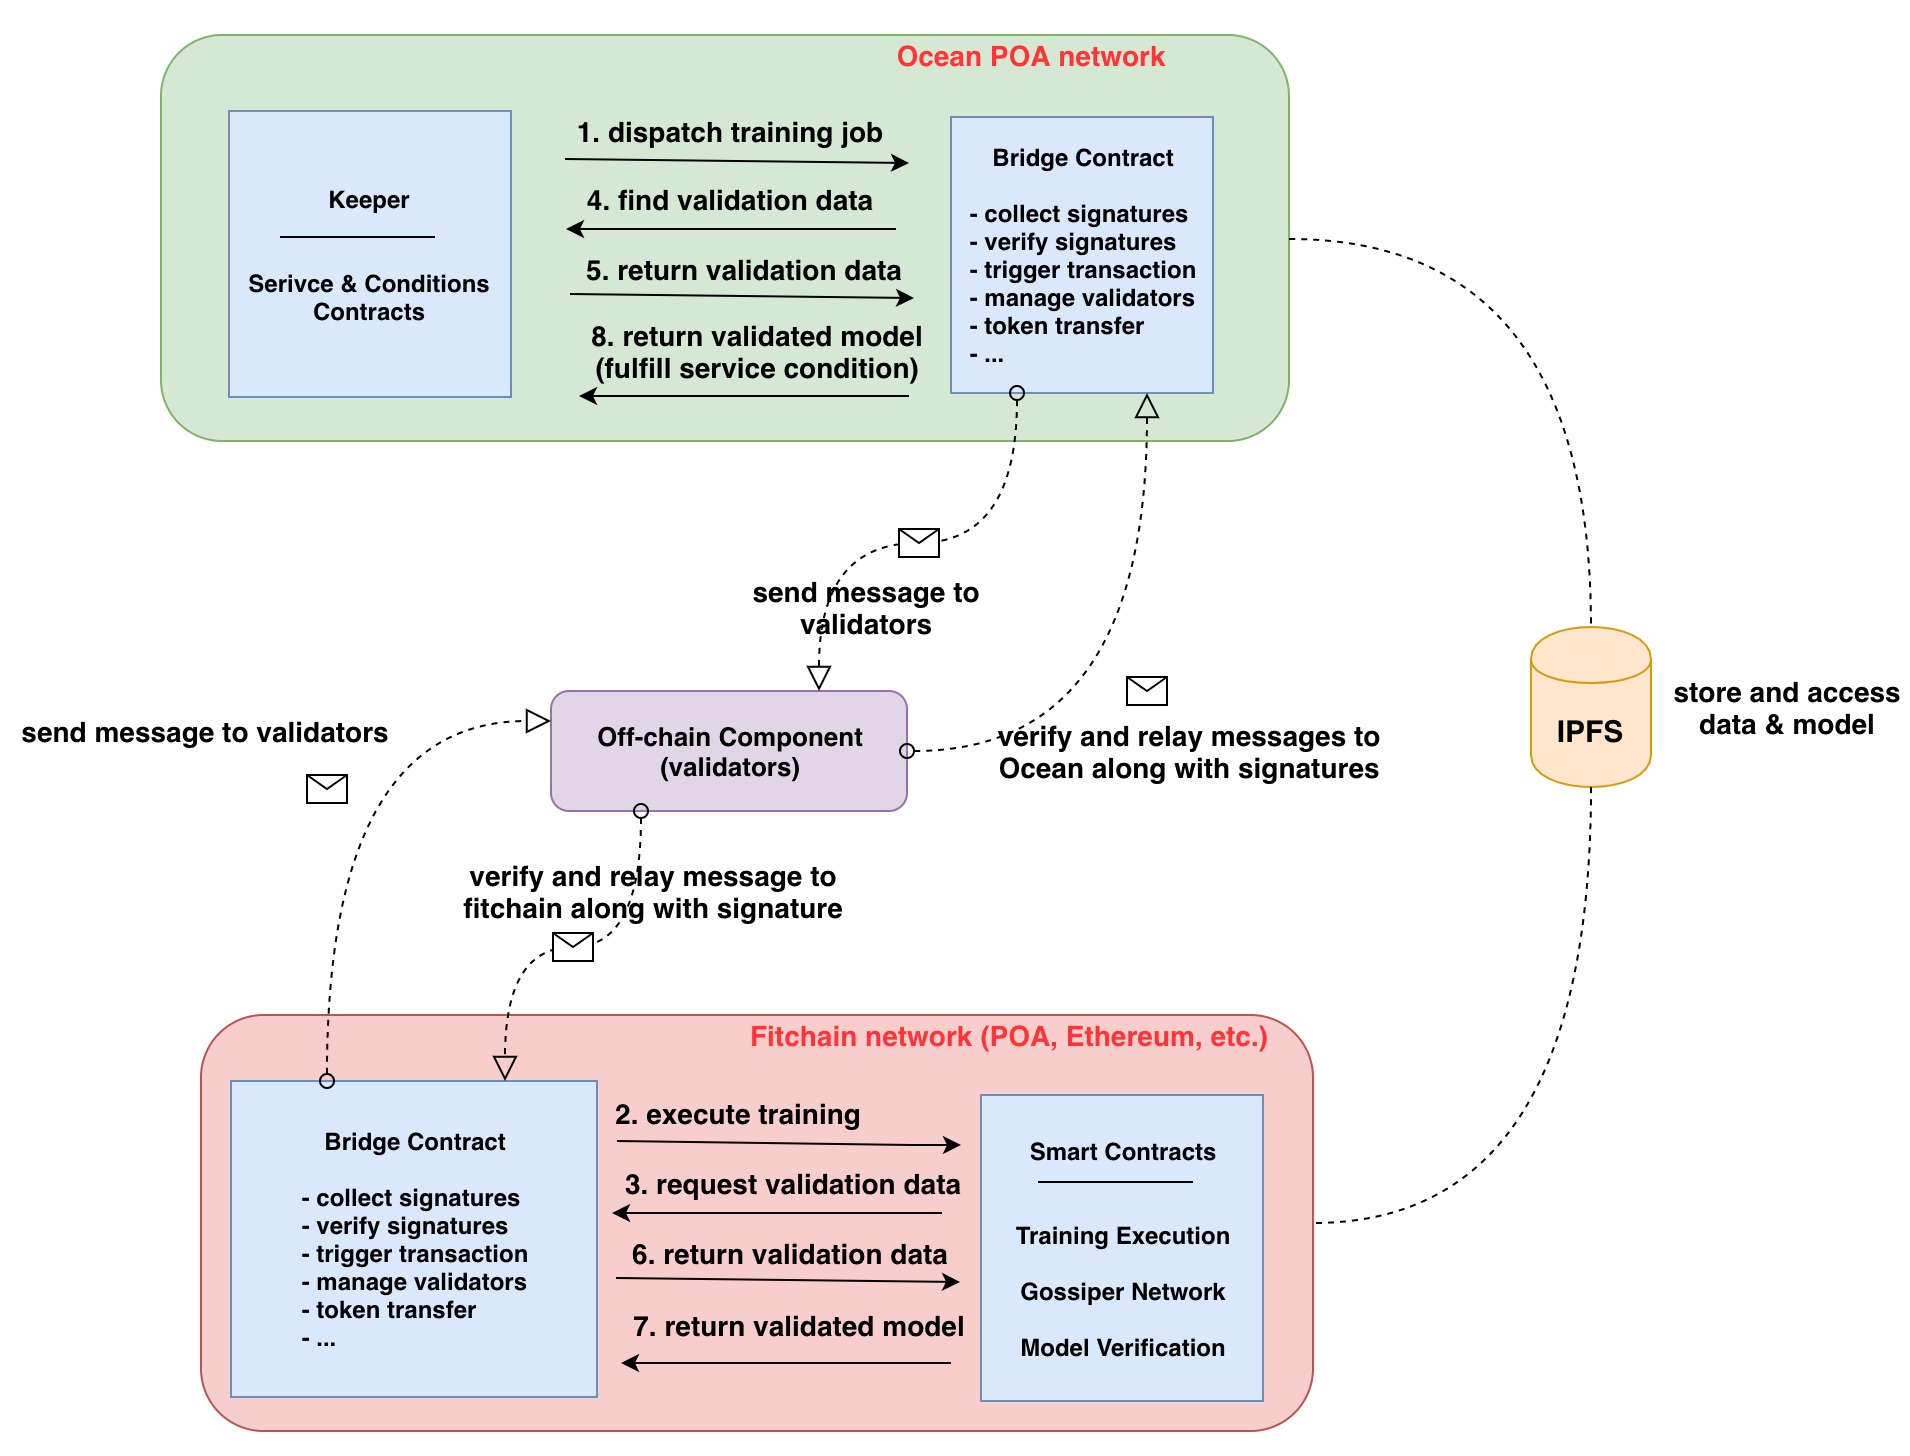 Ocean POA network
Keeper
Serivce & Conditions
Contracts
1. dispatch training job
4. find validation data
5. return validation data
8. return validated model
(fulfill service condition)
Bridge Contract
- collect signatures
- verify signatures
- trigger transaction
- manage validators
- token transfer
- ...
send message to
validators
send message to validators
Off-chain Component
(validators)
verify and relay messages to
Ocean along with signatures
IPFS
store and access
data & model
verify and relay message to
fitchain along with signature
Fitchain network (POA, Ethereum, etc.)
Bridge Contract
- collect signatures
- verify signatures
- trigger transaction
- manage validators
- token transfer
- ...
2. execute training
3. request validation data
6. return validation data
7. return validated model
Smart Contracts
Training Execution
Gossiper Network
Model Verification